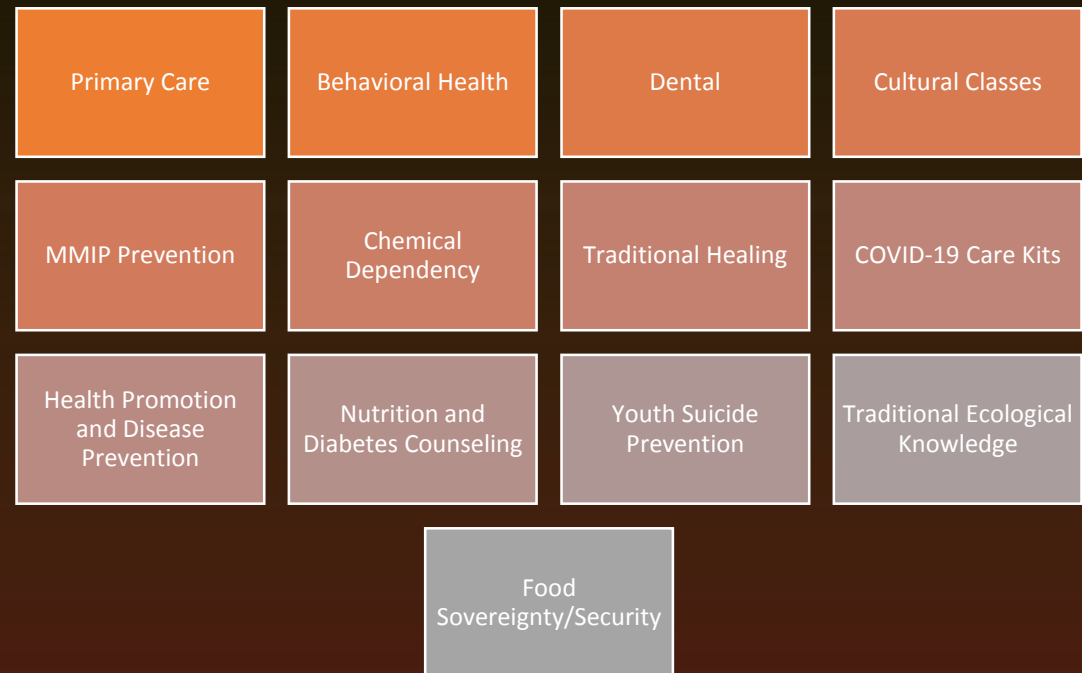 Primary Care
Behavioral Health
Dental
Cultural Classes
MMIP Prevention
Chemical
Dependency
Traditional Healing
COVID-19 Care Kits
Health Promotion
and Disease
Prevention
Nutrition and
Diabetes Counseling
Youth Suicide
Prevention
Traditional Ecological
Knowledge
Food
Sovereignty/Security